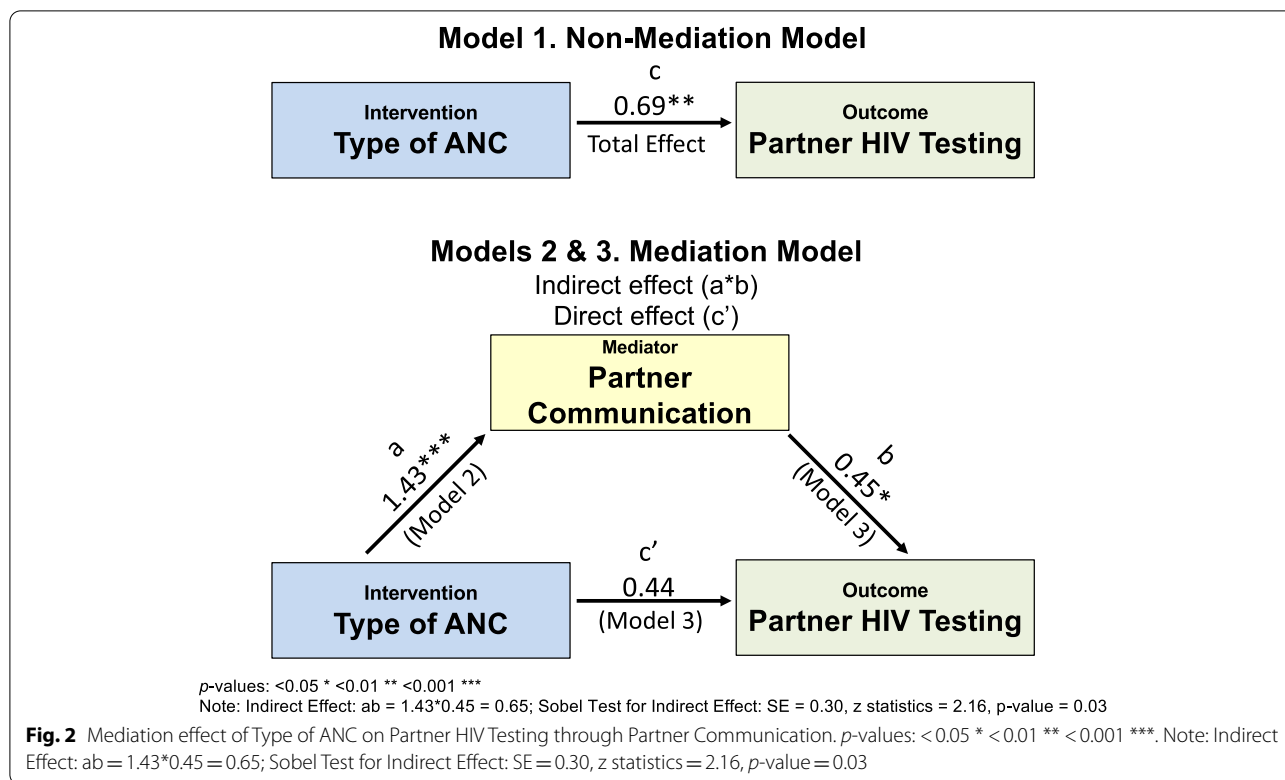 Model 1. Non-Mediation Model
c
Intervention
Type of ANC
0.69**
Total Effect
Outcome
Partner HIV Testing
Models 2 & 3. Mediation Model
Indirect effect (a*b)
Direct effect (c')
Mediator
Partner
Communication
a
1.43***
(Model 2)
b
0.45*
(Model 3)
Intervention
Type of ANC
c'
0.44
(Model 3)
Outcome
Partner HIV Testing
p-values: <0.05 * <0.01 ** <0.001 ***
Note: Indirect Effect: ab = 1.43*0.45 = 0.65; Sobel Test for Indirect Effect: SE = 0.30, z statistics = 2.16, p-value = 0.03
Fig. 2 Mediation effect of Type of ANC on Partner HIV Testing through Partner Communication. p-values: < 0.05 * < 0.01 ** < 0.001 ***. Note: Indirect
Effect: ab = 1.43*0.45 = 0.65; Sobel Test for Indirect Effect: SE = 0.30, z statistics = 2.16, p-value = 0.03